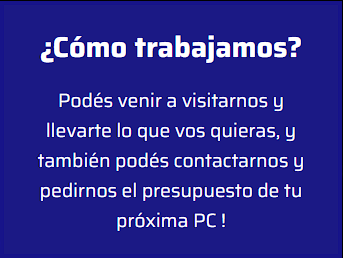 ¿Cómo trabajamos?
Podés venir a visitarnos y
llevarte lo que vos quieras, y
también podés contactarnos y
pedirnos el presupuesto de tu
próxima PC !